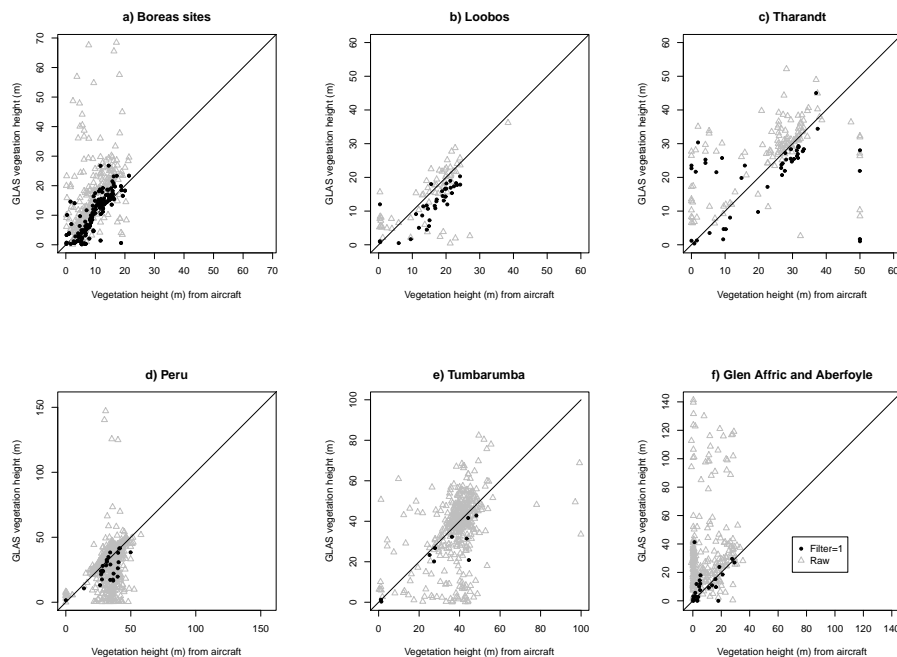 a) Boreas sites
GLAS vegetation height (m)
70
60
50
40
30
20
10
0
0 10 20 30 40 50 60 70
Vegetation height (m) from aircraft
b) Loobos
GLAS vegetation height (m)
60
50
40
30
20
10
0
0 10 20 30 40 50 60
Vegetation height (m) from aircraft
c) Tharandt
GLAS vegetation height (m)
60
50
40
30
20
10
0
0 10 20 30 40 50 60
Vegetation height (m) from aircraft
d) Peru
GLAS vegetation height (m)
150
100
50
0
0 50 100 150
Vegetation height (m) from aircraft
e) Tumbarumba
GLAS vegetation height (m)
100
80
60
40
20
0
0 20 40 60 80 100
Vegetation height (m) from aircraft
f) Glen Affric and Aberfoyle
GLAS vegetation height (m)
140
120
100
80
60
40
20
0
0 20 40 60 80 100 140
Vegetation height (m) from aircraft
Filter=1
Raw